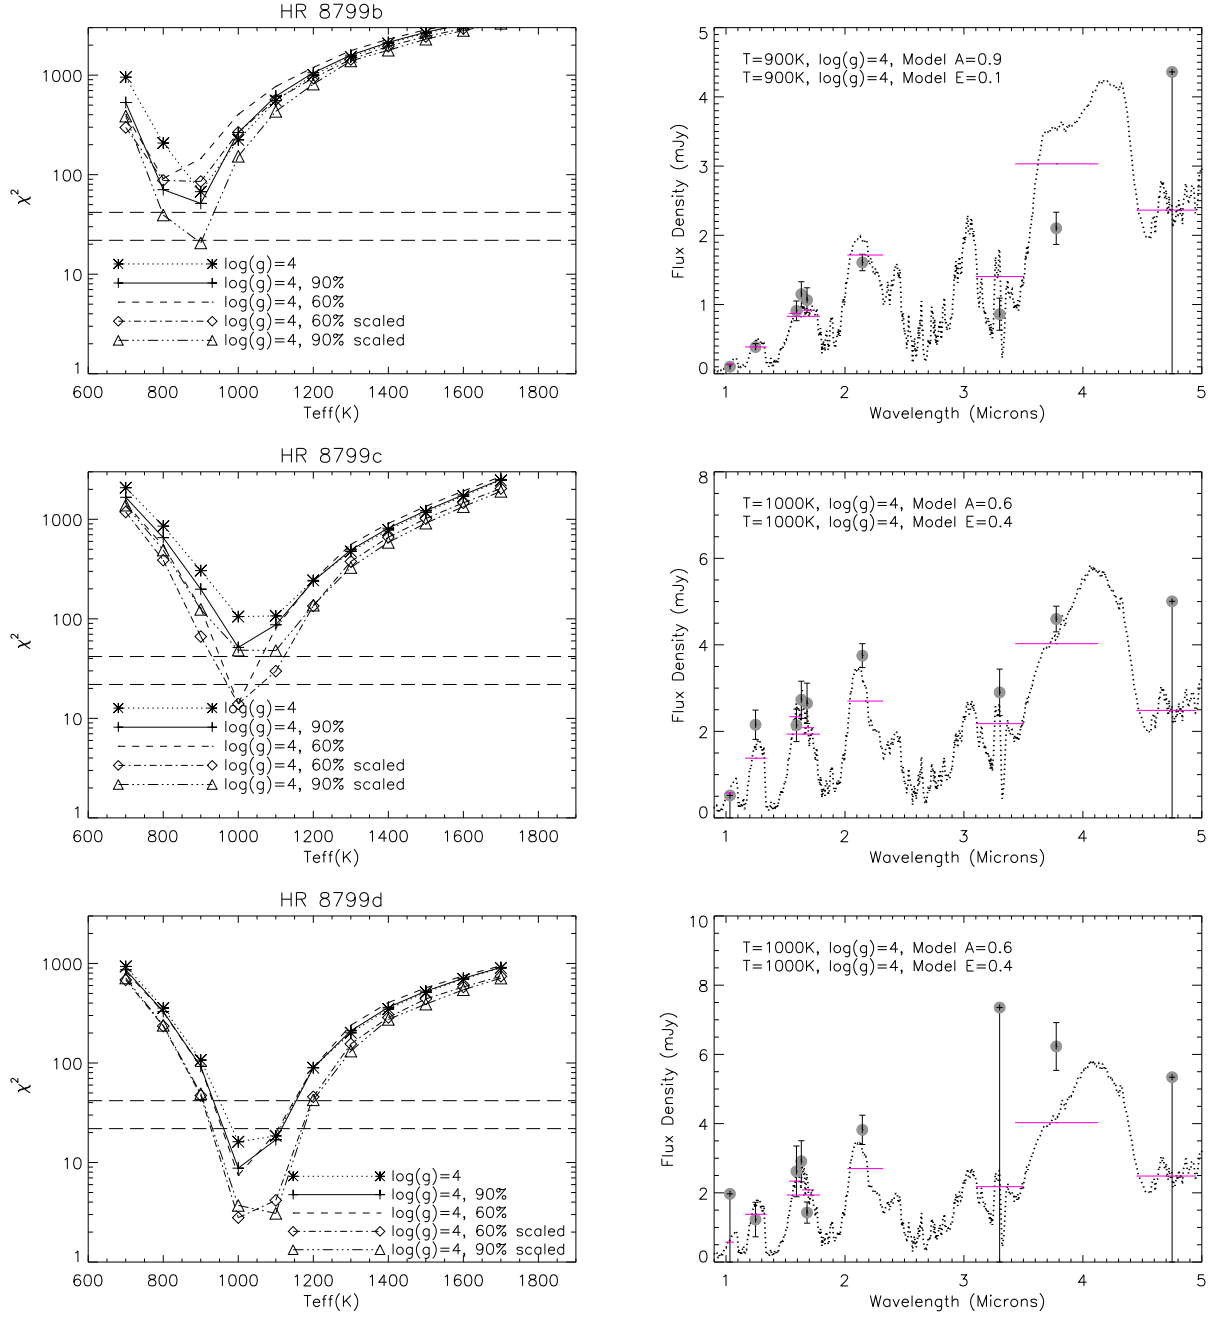 HR 8799b
1000
100
10
1
χ2
600 800 1000 1200 1400 1600 1800
Teff(K)
log(g)=4
log(g)=4, 90%
log(g)=4, 60%
log(g)=4, 60% scaled
log(g)=4, 90% scaled
T=900K, log(g)=4, Model A=0.9
T=900K, log(g)=4, Model E=0.1
5
4
3
2
1
0
Flux Density (mJy)
1 2 3 4 5
Wavelength (Microns)
HR 8799c
1000
100
10
1
χ2
600 800 1000 1200 1400 1600 1800
Teff(K)
log(g)=4
log(g)=4, 90%
log(g)=4, 60%
log(g)=4, 60% scaled
log(g)=4, 90% scaled
T=1000K, log(g)=4, Model A=0.6
T=1000K, log(g)=4, Model E=0.4
8
6
4
2
0
Flux Density (mJy)
1 2 3 4 5
Wavelength (Microns)
HR 8799d
1000
100
10
1
χ2
600 800 1000 1200 1400 1600 1800
Teff(K)
log(g)=4
log(g)=4, 90%
log(g)=4, 60%
log(g)=4, 60% scaled
log(g)=4, 90% scaled
T=1000K, log(g)=4, Model A=0.6
T=1000K, log(g)=4, Model E=0.4
10
8
6
4
2
0
Flux Density (mJy)
1 2 3 4 5
Wavelength (Microns)